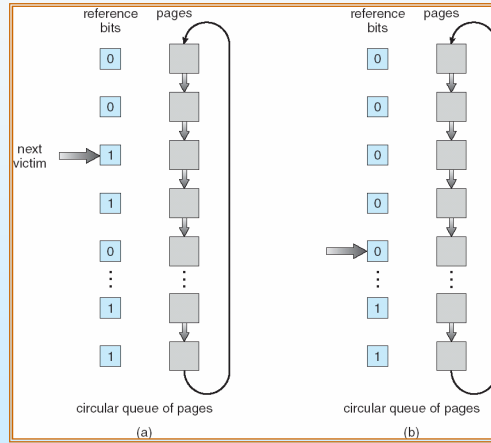 reference pages
bits
0
0
next
victim
1
1
0
1
1
circular queue of pages
(a)
reference pages
bits
0
0
0
0
0
1
1
circular queue of pages
(b)